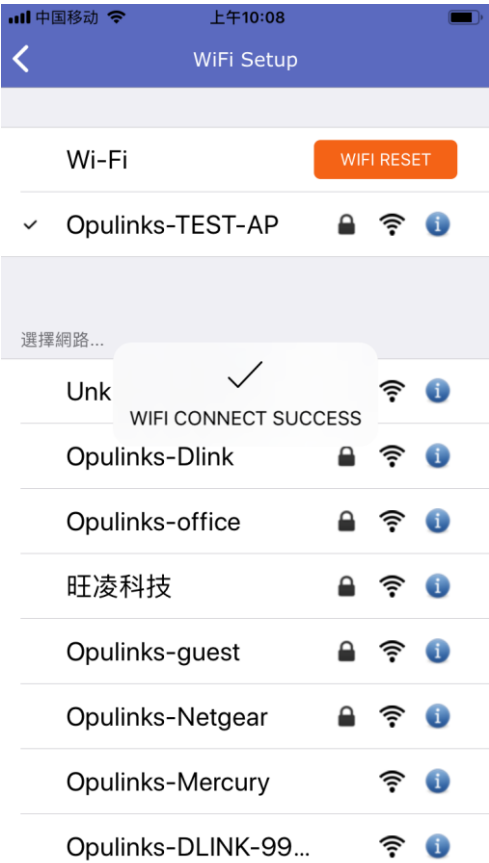 中国移动 上午10:08
WiFi Setup
Wi-Fi WIFI RESET
Opulinks-TEST-AP
選擇網路...
Unk
WIFI CONNECT SUCCESS
Opulinks-Dlink
Opulinks-office
旺凌科技
Opulinks-guest
Opulinks-Netgear
Opulinks-Mercury
Opulinks-DLINK-99...